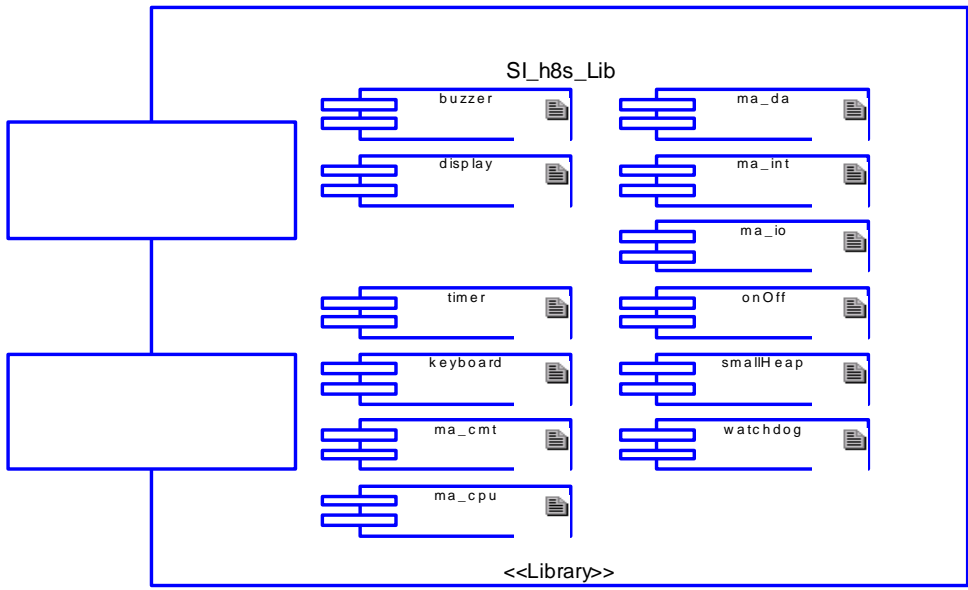 SI_h8s_Lib
buzzer
ma_da
display
ma_int
ma_io
timer
onOff
keyboard
smallHeap
ma_cmt
watchdog
ma_cpu
<<Library>>